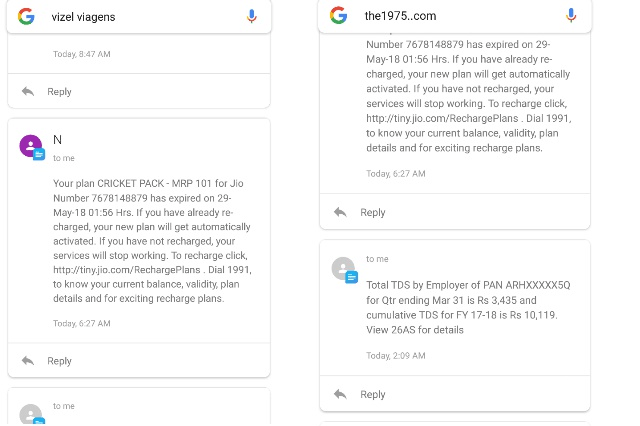 vizel viagens
Today, 8:47 AM
Reply
N
to me
Your plan CRICKET PACK - MRP 101 for Jio
Number 7678148879 has expired on 29-
May-18 01:56 Hrs. If you have already re-
charged, your new plan will get automatically
activated. If you have not recharged, your
services will stop working. To recharge click,
http://tiny.jio.com/RechargePlans . Dial 1991,
to know your current balance, validity, plan
details and for exciting recharge plans.
Today, 6:27 AM
Reply
to me
the1975..com
Number 7678148879 has expired on 29-
May-18 01:56 Hrs. If you have already re-
charged, your new plan will get automatically
activated. If you have not recharged, your
services will stop working. To recharge click,
http://tiny.jio.com/RechargePlans . Dial 1991,
to know your current balance, validity, plan
details and for exciting recharge plans.
Today, 6:27 AM
Reply
to me
Total TDS by Employer of PAN ARHXXXXX5Q
for Qtr ending Mar 31 is Rs 3,435 and
cumulative TDS for FY 17-18 is Rs 10,119.
View 26AS for details
Today, 2:09 AM
Reply